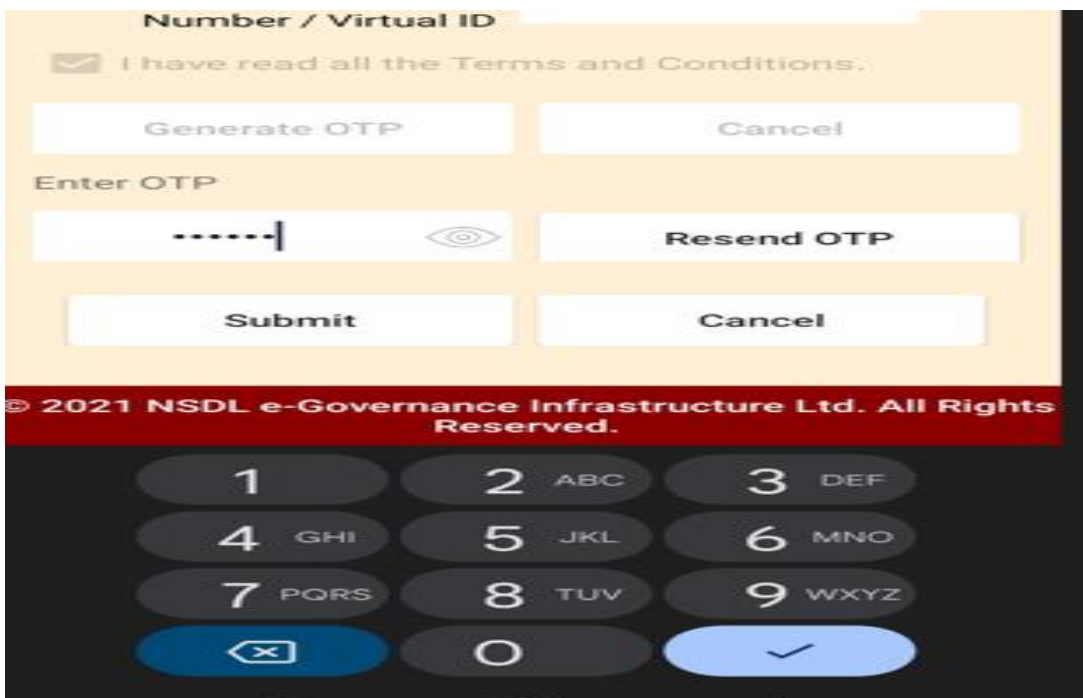 Number / Virtual ID
I have read all the Terms and Conditions.
Generate OTP Cancel
Enter OTP
•••••• Resend OTP
Submit Cancel
© 2021 NSDL e-Governance Infrastructure Ltd. All Rights
Reserved.
1 2 ABC 3 DEF
4 GHI 5 JKL 6 MNO
7 PQRS 8 TUV 9 WXYZ
0